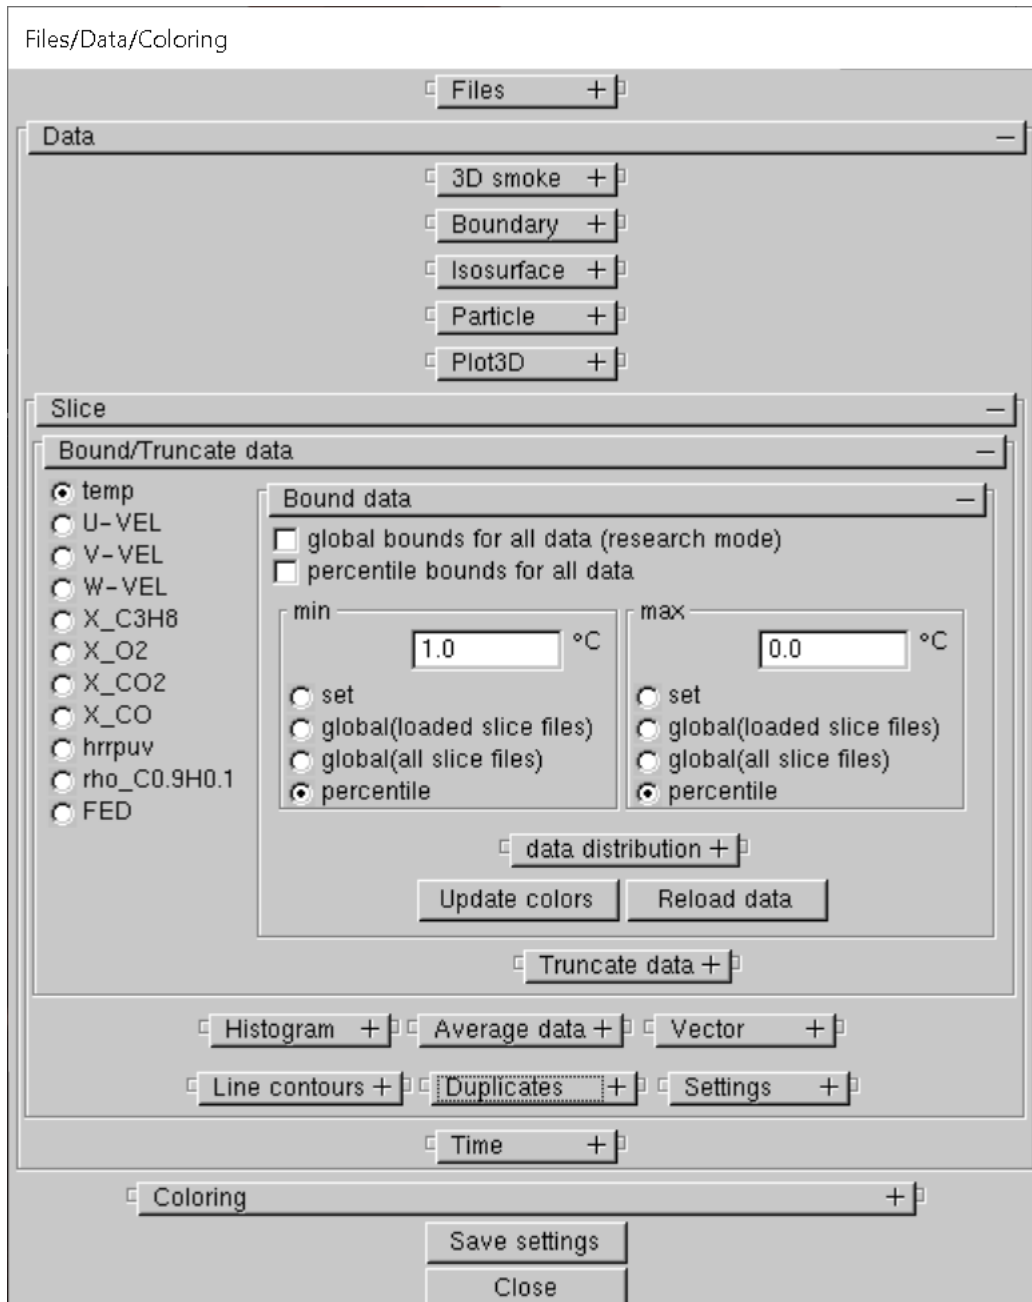 Files/Data/Coloring
Files +
Data −
3D smoke +
Boundary +
Isosurface +
Particle +
Plot3D +
Slice −
Bound/Truncate data −
temp
U-VEL
V-VEL
W-VEL
X_C3H8
X_O2
X_CO2
X_CO
hrrpuv
rho_C0.9H0.1
FED
Bound data −
global bounds for all data (research mode)
percentile bounds for all data
min
1.0 °C
set
global(loaded slice files)
global(all slice files)
percentile
max
0.0 °C
set
global(loaded slice files)
global(all slice files)
percentile
data distribution +
Update colors Reload data
Truncate data +
Histogram + Average data + Vector +
Line contours + Duplicates + Settings +
Time +
Coloring +
Save settings
Close